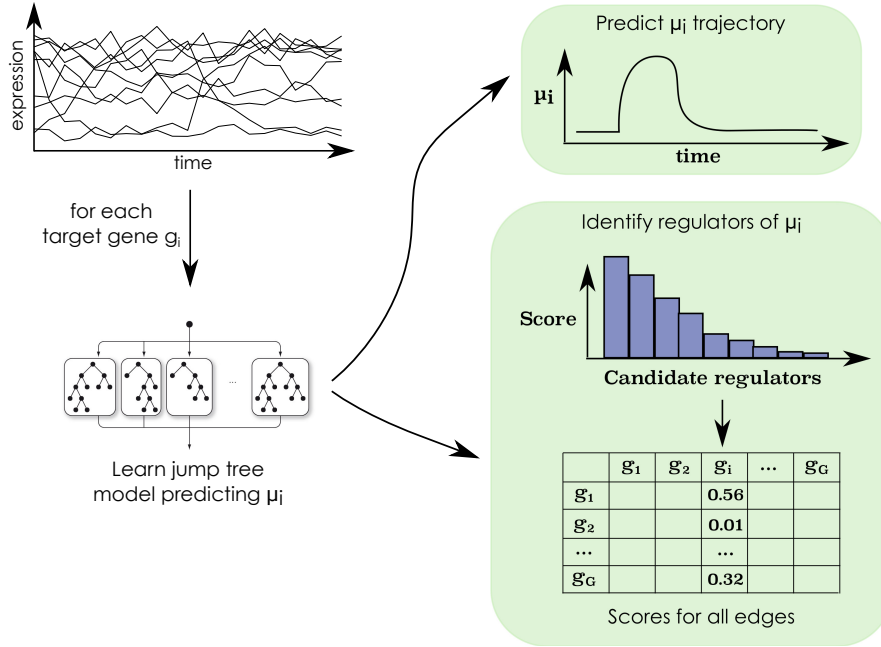 expression
time
for each
target gene gi
...
Learn jump tree
model predicting μi
Predict μi trajectory
μi
time
Identify regulators of μi
Score
Candidate regulators
g1 g2 gi ... gG
g1 0.56
g2 0.01
... ...
gG 0.32
Scores for all edges